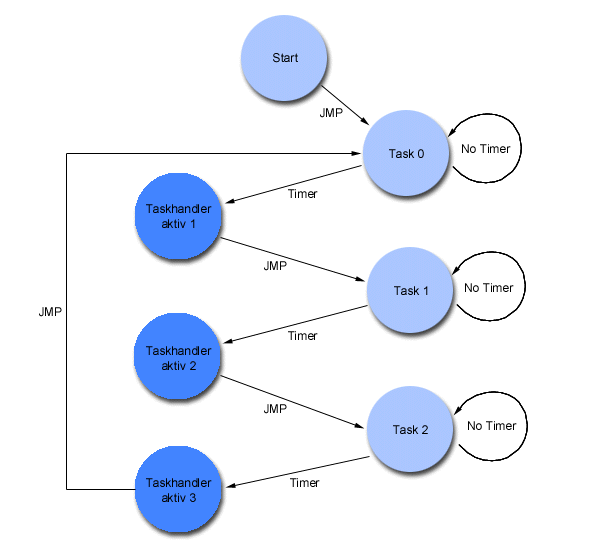 Start
JMP
Task 0
No Timer
Timer
Taskhandler
aktiv 1
JMP
Task 1
No Timer
JMP
Timer
Taskhandler
aktiv 2
JMP
Task 2
No Timer
Timer
Taskhandler
aktiv 3